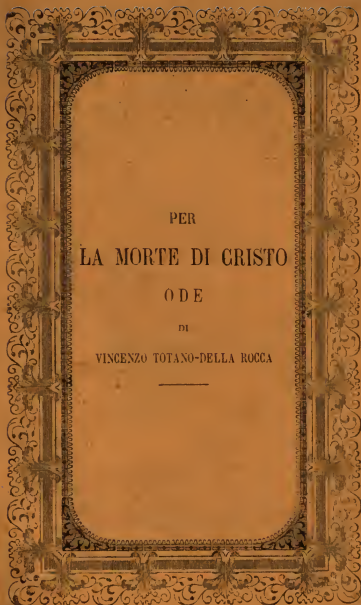 PER
LA MORTE DI CRISTO
ODE
DI
VINCENZO TOTANO-DELLA ROCCA